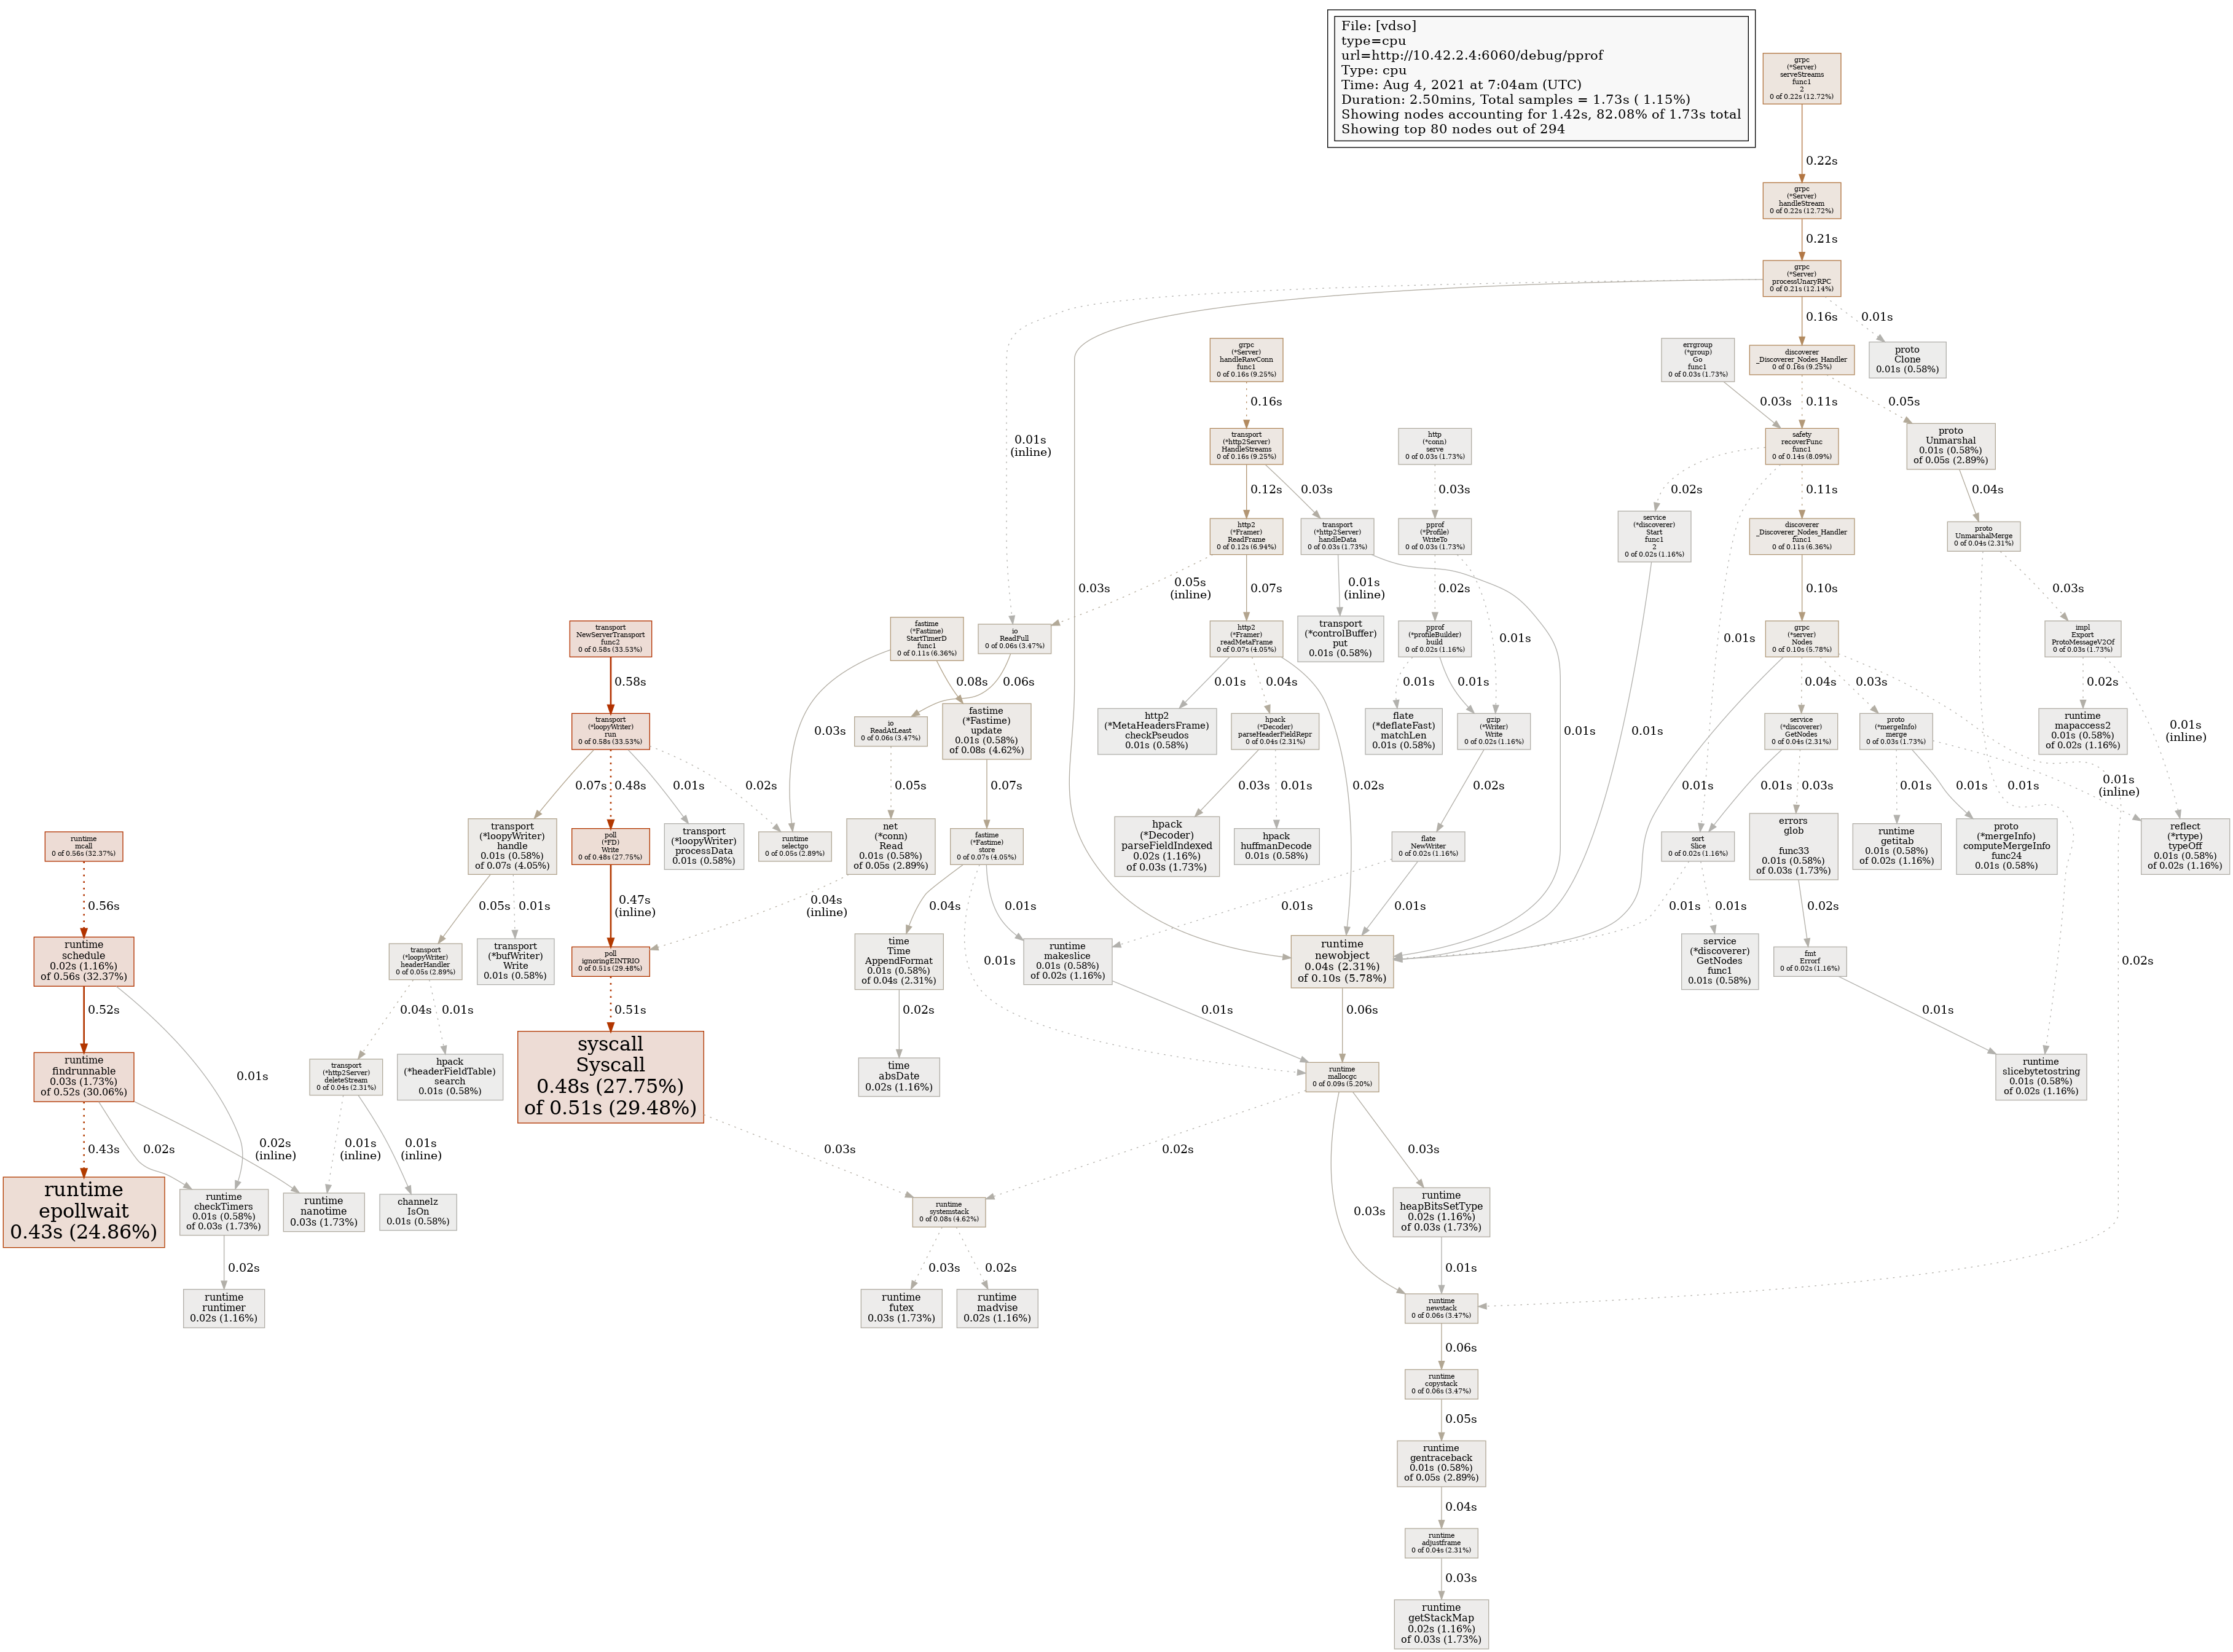 File: [vdso]
type=cpu
url=http://10.42.2.4:6060/debug/pprof
Type: cpu
Time: Aug 4, 2021 at 7:04am (UTC)
Duration: 2.50mins, Total samples = 1.73s ( 1.15%)
Showing nodes accounting for 1.42s, 82.08% of 1.73s total
Showing top 80 nodes out of 294
grpc
(*Server)
serveStreams
func1
2
0 of 0.22s (12.72%)
0.22s
grpc
(*Server)
handleStream
0 of 0.22s (12.72%)
0.21s
grpc
(*Server)
processUnaryRPC
0 of 0.21s (12.14%)
0.16s
0.01s
grpc
(*Server)
handleRawConn
func1
0 of 0.16s (9.25%)
errgroup
(*group)
Go
func1
0 of 0.03s (1.73%)
discoverer
_Discoverer_Nodes_Handler
0 of 0.16s (9.25%)
proto
Clone
0.01s (0.58%)
0.16s
0.03s
0.11s
0.05s
0.01s
(inline)
transport
(*http2Server)
HandleStreams
0 of 0.16s (9.25%)
http
(*conn)
serve
0 of 0.03s (1.73%)
safety
recoverFunc
func1
0 of 0.14s (8.09%)
proto
Unmarshal
0.01s (0.58%)
of 0.05s (2.89%)
0.12s
0.03s
0.03s
0.02s
0.11s
0.04s
http2
(*Framer)
ReadFrame
0 of 0.12s (6.94%)
transport
(*http2Server)
handleData
0 of 0.03s (1.73%)
pprof
(*Profile)
WriteTo
0 of 0.03s (1.73%)
service
(*discoverer)
Start
func1
2
0 of 0.02s (1.16%)
discoverer
_Discoverer_Nodes_Handler
func1
0 of 0.11s (6.36%)
proto
UnmarshalMerge
0 of 0.04s (2.31%)
0.03s
0.05s
(inline)
0.07s
0.01s
(inline)
0.02s
0.10s
0.03s
transport
NewServerTransport
func2
0 of 0.58s (33.53%)
fastime
(*Fastime)
StartTimerD
func1
0 of 0.11s (6.36%)
io
ReadFull
0 of 0.06s (3.47%)
http2
(*Framer)
readMetaFrame
0 of 0.07s (4.05%)
transport
(*controlBuffer)
put
0.01s (0.58%)
pprof
(*profileBuilder)
build
0 of 0.02s (1.16%)
0.01s
0.01s
grpc
(*server)
Nodes
0 of 0.10s (5.78%)
impl
Export
ProtoMessageV2Of
0 of 0.03s (1.73%)
0.58s
0.08s
0.06s
0.01s
0.04s
0.01s
0.01s
0.04s
0.03s
0.02s
transport
(*loopyWriter)
run
0 of 0.58s (33.53%)
0.03s
io
ReadAtLeast
0 of 0.06s (3.47%)
fastime
(*Fastime)
update
0.01s (0.58%)
of 0.08s (4.62%)
http2
(*MetaHeadersFrame)
checkPseudos
0.01s (0.58%)
hpack
(*Decoder)
parseHeaderFieldRepr
0 of 0.04s (2.31%)
flate
(*deflateFast)
matchLen
0.01s (0.58%)
gzip
(*Writer)
Write
0 of 0.02s (1.16%)
0.01s
0.01s
service
(*discoverer)
GetNodes
0 of 0.04s (2.31%)
proto
(*mergeInfo)
merge
0 of 0.03s (1.73%)
runtime
mapaccess2
0.01s (0.58%)
of 0.02s (1.16%)
0.01s
(inline)
0.07s
0.48s
0.01s
0.02s
0.05s
0.07s
0.03s
0.01s
0.02s
0.02s
0.01s
0.01s
0.03s
0.01s
0.01s
0.01s
0.01s
(inline)
runtime
mcall
0 of 0.56s (32.37%)
transport
(*loopyWriter)
handle
0.01s (0.58%)
of 0.07s (4.05%)
poll
(*FD)
Write
0 of 0.48s (27.75%)
transport
(*loopyWriter)
processData
0.01s (0.58%)
runtime
selectgo
0 of 0.05s (2.89%)
net
(*conn)
Read
0.01s (0.58%)
of 0.05s (2.89%)
fastime
(*Fastime)
store
0 of 0.07s (4.05%)
hpack
(*Decoder)
parseFieldIndexed
0.02s (1.16%)
of 0.03s (1.73%)
hpack
huffmanDecode
0.01s (0.58%)
flate
NewWriter
0 of 0.02s (1.16%)
sort
Slice
0 of 0.02s (1.16%)
errors
glob

func33
0.01s (0.58%)
of 0.03s (1.73%)
runtime
getitab
0.01s (0.58%)
of 0.02s (1.16%)
proto
(*mergeInfo)
computeMergeInfo
func24
0.01s (0.58%)
reflect
(*rtype)
typeOff
0.01s (0.58%)
of 0.02s (1.16%)
0.56s
0.05s
0.01s
0.47s
(inline)
0.04s
(inline)
0.04s
0.01s
0.01s
0.01s
0.01s
0.01s
0.02s
runtime
schedule
0.02s (1.16%)
of 0.56s (32.37%)
transport
(*loopyWriter)
headerHandler
0 of 0.05s (2.89%)
transport
(*bufWriter)
Write
0.01s (0.58%)
poll
ignoringEINTRIO
0 of 0.51s (29.48%)
time
Time
AppendFormat
0.01s (0.58%)
of 0.04s (2.31%)
0.01s
runtime
makeslice
0.01s (0.58%)
of 0.02s (1.16%)
runtime
newobject
0.04s (2.31%)
of 0.10s (5.78%)
service
(*discoverer)
GetNodes
func1
0.01s (0.58%)
fmt
Errorf
0 of 0.02s (1.16%)
0.02s
0.52s
0.04s
0.01s
0.51s
0.02s
0.01s
0.06s
0.01s
runtime
findrunnable
0.03s (1.73%)
of 0.52s (30.06%)
0.01s
transport
(*http2Server)
deleteStream
0 of 0.04s (2.31%)
hpack
(*headerFieldTable)
search
0.01s (0.58%)
syscall
Syscall
0.48s (27.75%)
of 0.51s (29.48%)
time
absDate
0.02s (1.16%)
runtime
mallocgc
0 of 0.09s (5.20%)
runtime
slicebytetostring
0.01s (0.58%)
of 0.02s (1.16%)
0.43s
0.02s
0.02s
(inline)
0.01s
(inline)
0.01s
(inline)
0.03s
0.02s
0.03s
runtime
epollwait
0.43s (24.86%)
runtime
checkTimers
0.01s (0.58%)
of 0.03s (1.73%)
runtime
nanotime
0.03s (1.73%)
channelz
IsOn
0.01s (0.58%)
runtime
systemstack
0 of 0.08s (4.62%)
0.03s
runtime
heapBitsSetType
0.02s (1.16%)
of 0.03s (1.73%)
0.02s
0.03s
0.02s
0.01s
runtime
runtimer
0.02s (1.16%)
runtime
futex
0.03s (1.73%)
runtime
madvise
0.02s (1.16%)
runtime
newstack
0 of 0.06s (3.47%)
0.06s
runtime
copystack
0 of 0.06s (3.47%)
0.05s
runtime
gentraceback
0.01s (0.58%)
of 0.05s (2.89%)
0.04s
runtime
adjustframe
0 of 0.04s (2.31%)
0.03s
runtime
getStackMap
0.02s (1.16%)
of 0.03s (1.73%)